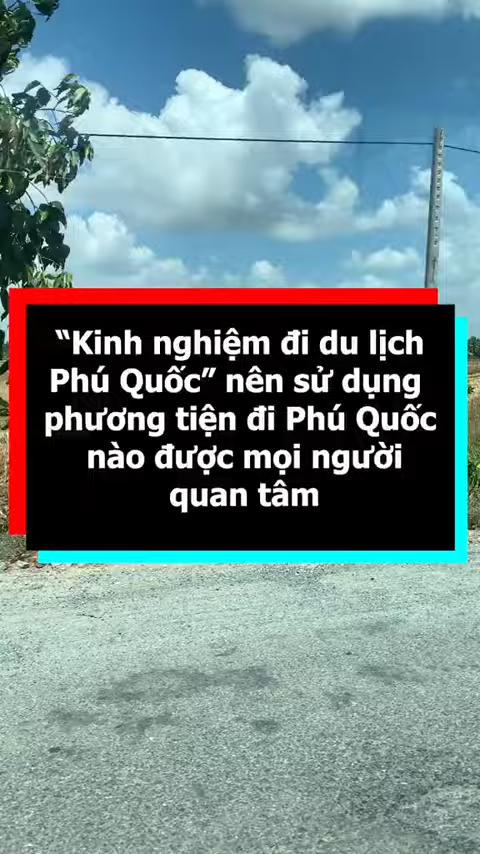 “Kinh nghiệm đi du lịch
Phú Quốc” nên sử dụng
phương tiện đi Phú Quốc
nào được mọi người
quan tâm